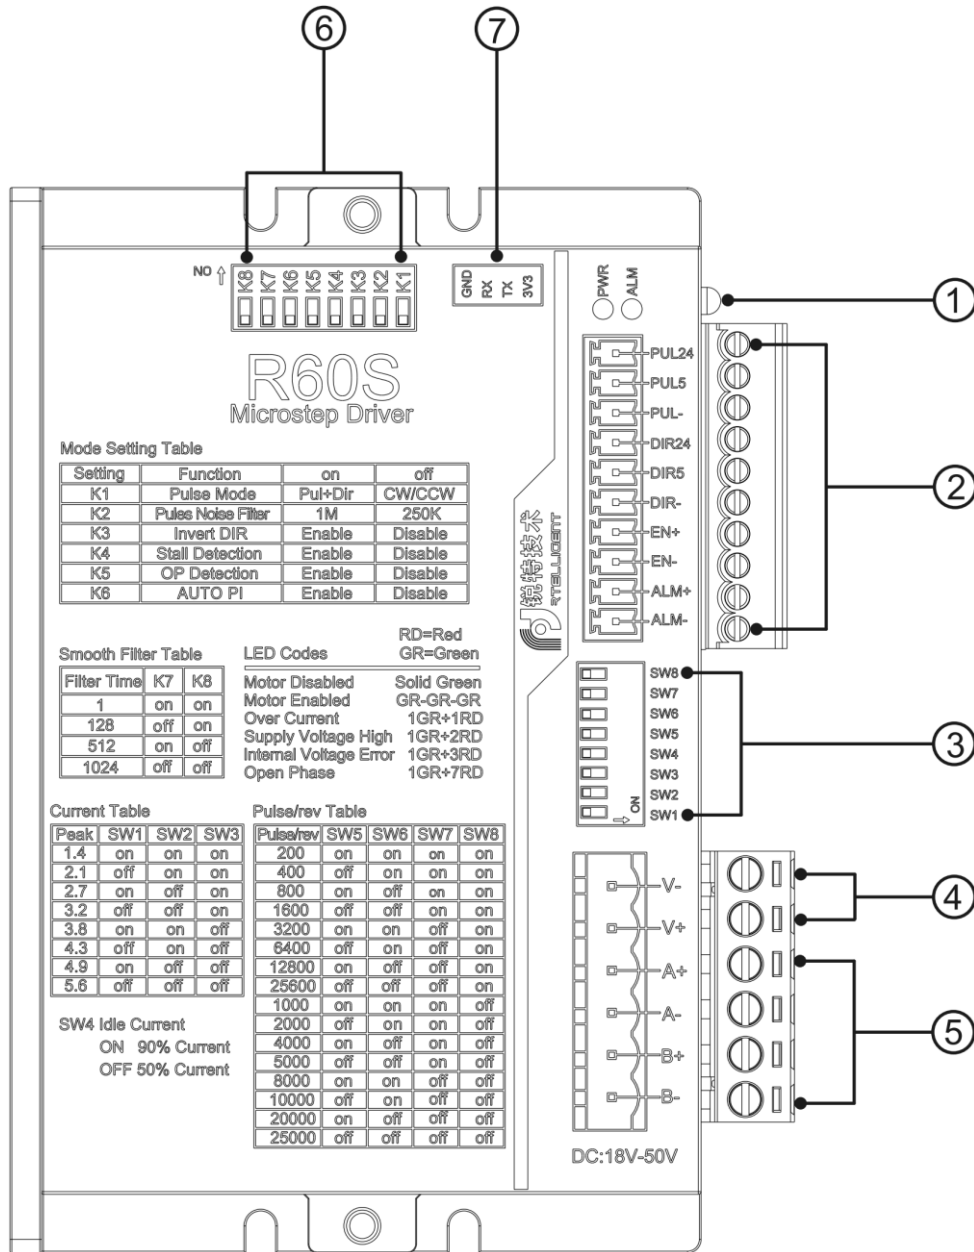 ⑥ ⑦
NO ↑
K8 K7 K6 K5 K4 K3 K2 K1
GND
RX
TX
3V3
PWR
ALM
①
R60S
Microstep Driver
PUL24
PUL5
PUL-
DIR24
DIR5
DIR-
EN+
EN-
ALM+
ALM-
②
Mode Setting Table
Setting Function on off
K1 Pulse Mode Pul+Dir CW/CCW
K2 Pules Noise Filter 1M 250K
K3 Invert DIR Enable Disable
K4 Stall Detection Enable Disable
K5 OP Detection Enable Disable
K6 AUTO PI Enable Disable
锐特技术
RTELLIGENT
Smooth Filter Table
Filter Time K7 K8
1 on on
128 off on
512 on off
1024 off off
RD=Red
LED Codes GR=Green
Motor Disabled Solid Green
Motor Enabled GR-GR-GR
Over Current 1GR+1RD
Supply Voltage High 1GR+2RD
Internal Voltage Error 1GR+3RD
Open Phase 1GR+7RD
SW8
SW7
SW6
SW5
SW4
SW3
SW2
SW1
→ ON
③
Current Table
Peak SW1 SW2 SW3
1.4 on on on
2.1 off on on
2.7 on off on
3.2 off off on
3.8 on on off
4.3 off on off
4.9 on off off
5.6 off off off
SW4 Idle Current
ON 90% Current
OFF 50% Current
Pulse/rev Table
Pulse/rev SW5 SW6 SW7 SW8
200 on on on on
400 off on on on
800 on off on on
1600 off off on on
3200 on on off on
6400 off on off on
12800 on off off on
25600 off off off on
1000 on on on off
2000 off on on off
4000 on off on off
5000 off off on off
8000 on on off off
10000 off on off off
20000 on off off off
25000 off off off off
V-
V+
A+
A-
B+
B-
④
⑤
DC:18V-50V